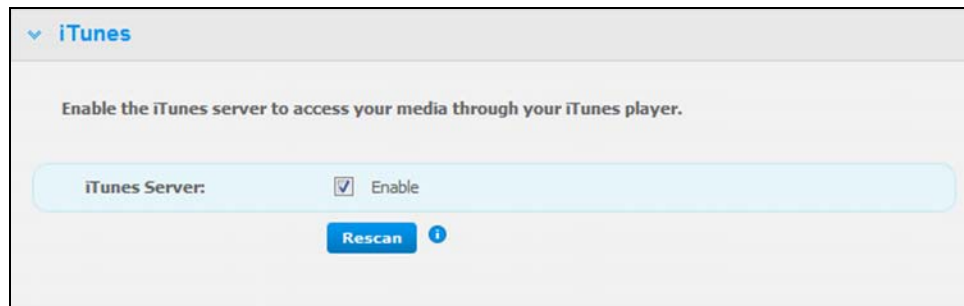 iTunes
Enable the iTunes server to access your media through your iTunes player.
iTunes Server: Enable
Rescan